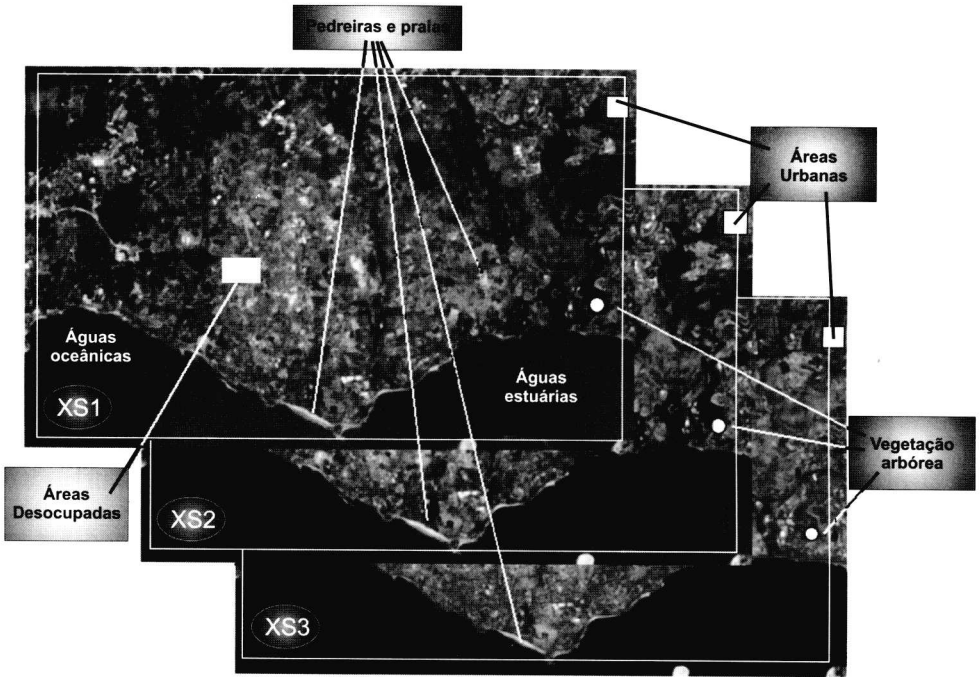 Pedreiras e praias
Áreas
Urbanas
Águas
oceânicas
XS1
Águas
estuárias
Vegetação
arbórea
Áreas
Desocupadas
XS2
XS3